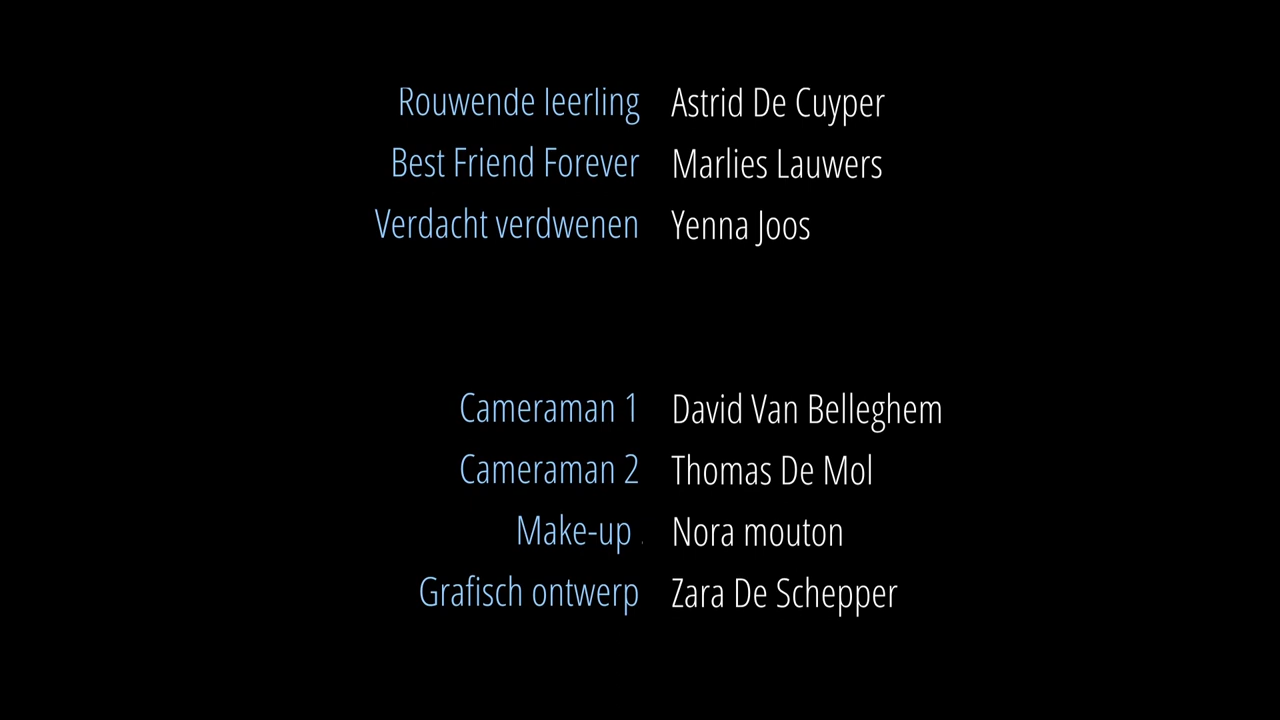 Rouwende leerling Astrid De Cuyper
Best Friend Forever Marlies Lauwers
Verdacht verdwenen Yenna Joos
Cameraman 1 David Van Belleghem
Cameraman 2 Thomas De Mol
Make-up . Nora mouton
Grafisch ontwerp Zara De Schepper